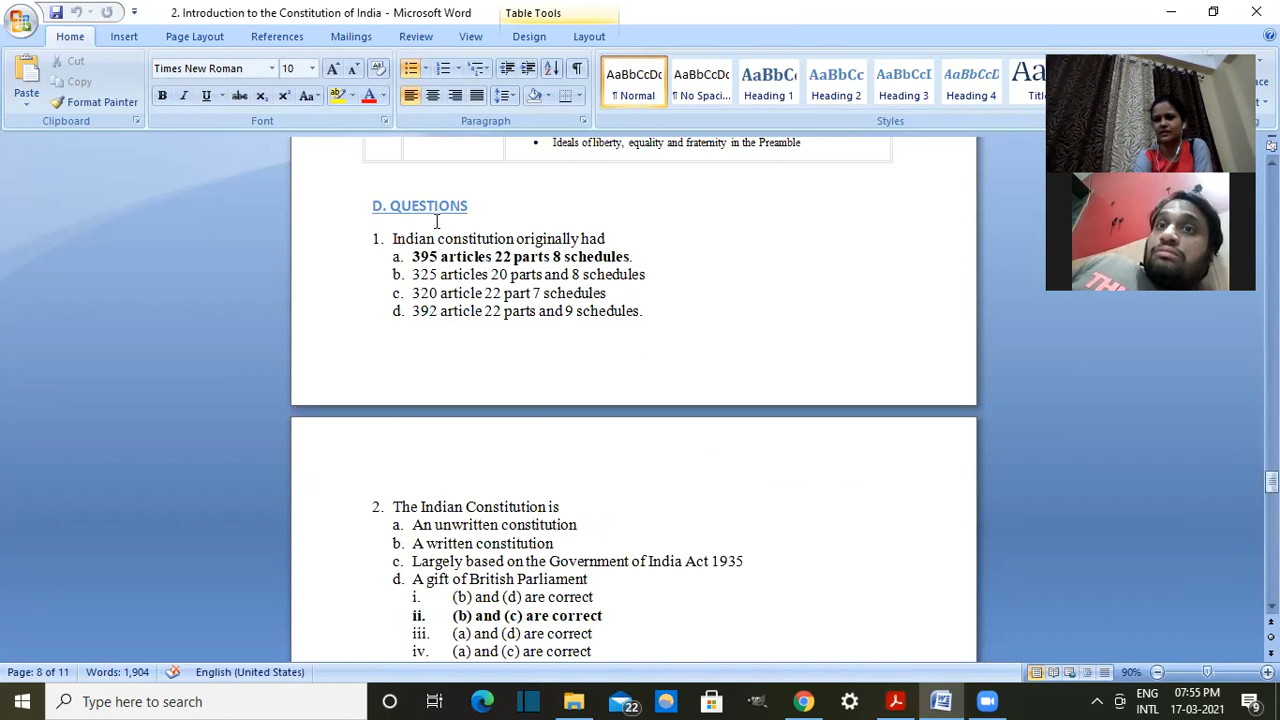 2. Introduction to the Constitution of India - Microsoft Word
Table Tools
Home Insert Page Layout References Mailings Review View Design Layout
Paste
Cut
Copy
Format Painter
Clipboard
Times New Roman 10
Font
Paragraph
AaBbCcDc AaBbCcDc AaBbC AaBbCc AaBbCcI AaBbCcD
¶ Normal ¶ No Spaci... Heading 1 Heading 2 Heading 3 Heading 4
Styles
• Ideals of liberty, equality and fraternity in the Preamble
D. QUESTIONS
1. Indian constitution originally had
a. 395 articles 22 parts 8 schedules.
b. 325 articles 20 parts and 8 schedules
c. 320 article 22 part 7 schedules
d. 392 article 22 parts and 9 schedules.
2. The Indian Constitution is
a. An unwritten constitution
b. A written constitution
c. Largely based on the Government of India Act 1935
d. A gift of British Parliament
i. (b) and (d) are correct
ii. (b) and (c) are correct
iii. (a) and (d) are correct
iv. (a) and (c) are correct
Page: 8 of 11 Words: 1,904 English (United States) 90%
Type here to search
22
ENG
INTL
07:55 PM
17-03-2021
9